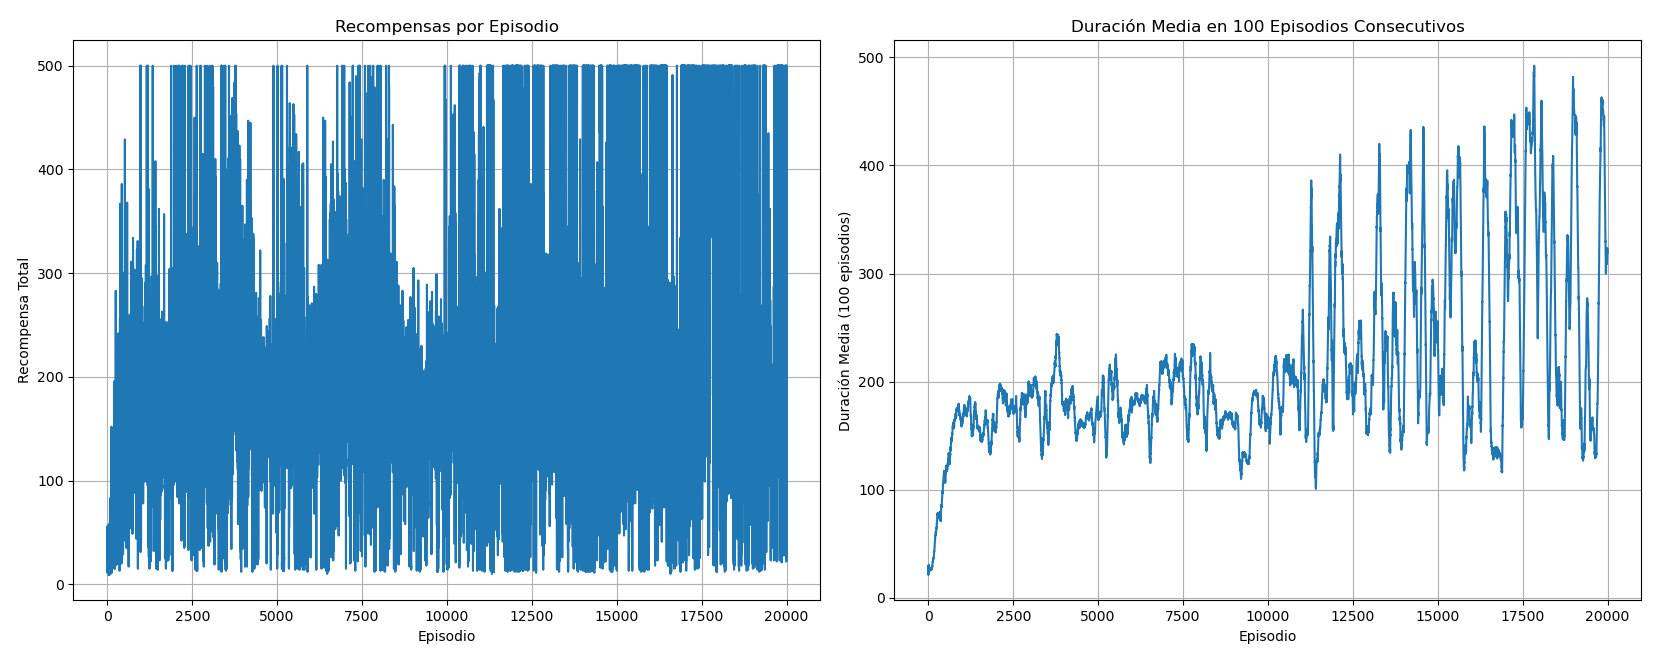 Recompensas por Episodio
Recompensa Total
500
400
300
200
100
0
0 2500 5000 7500 10000 12500 15000 17500 20000
Episodio
Duración Media en 100 Episodios Consecutivos
Duración Media (100 episodios)
500
400
300
200
100
0
0 2500 5000 7500 10000 12500 15000 17500 20000
Episodio